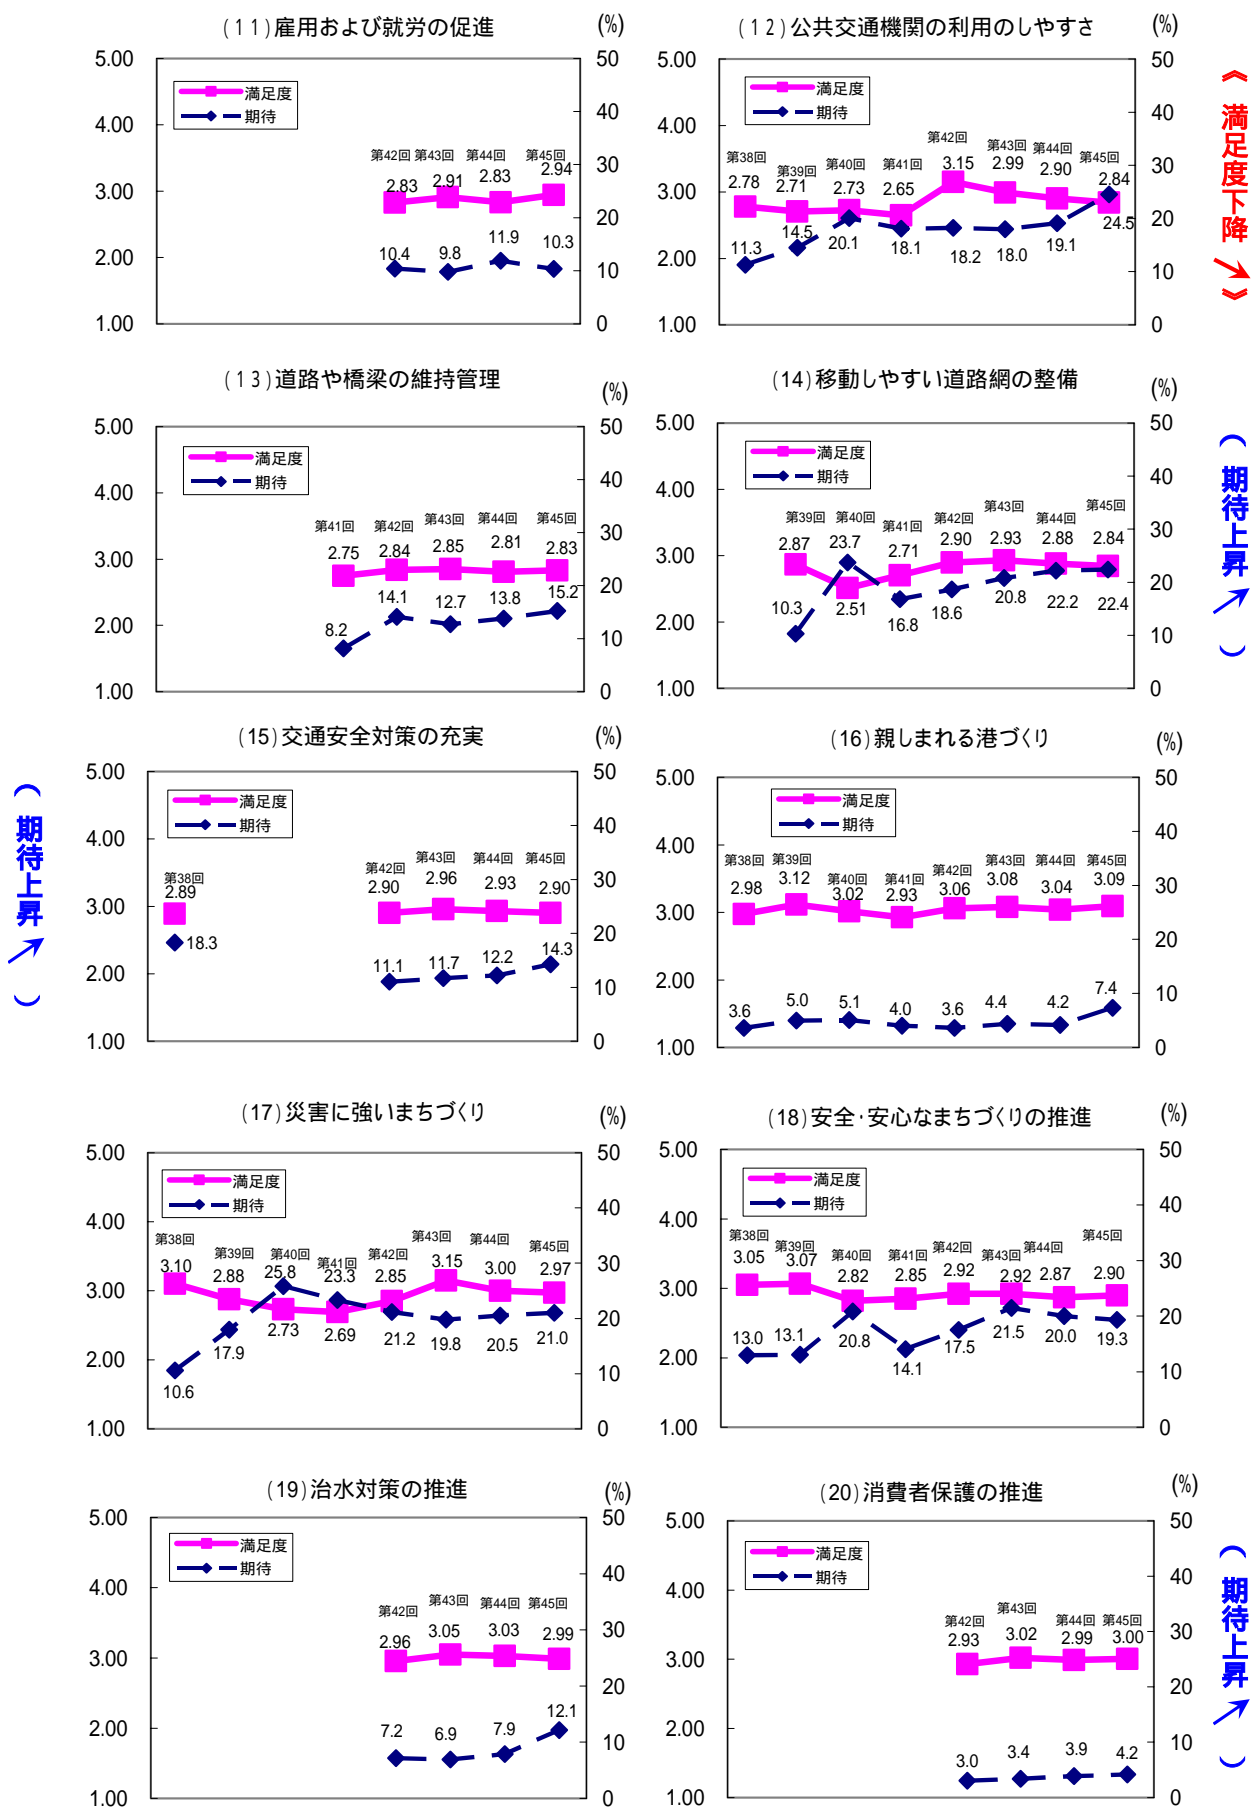 (11)雇用および就労の促進
(%)
5.00
4.00
3.00
2.00
1.00
50
40
30
20
10
0
満足度
期待
第42回 第43回 第44回 第45回
2.83 2.91 2.83 2.94
10.4 9.8 11.9 10.3
(12)公共交通機関の利用のしやすさ
(%)
5.00
4.00
3.00
2.00
1.00
50
40
30
20
10
0
満足度
期待
第38回 第39回 第40回 第41回 第42回 第43回 第44回 第45回
2.78 2.71 2.73 2.65 3.15 2.99 2.90 2.84
11.3 14.5 20.1 18.1 18.2 18.0 19.1 24.5
《 満足度下降 》
(13)道路や橋梁の維持管理
(%)
5.00
4.00
3.00
2.00
1.00
50
40
30
20
10
0
満足度
期待
第41回 第42回 第43回 第44回 第45回
2.75 2.84 2.85 2.81 2.83
8.2 14.1 12.7 13.8 15.2
(14)移動しやすい道路網の整備
(%)
5.00
4.00
3.00
2.00
1.00
50
40
30
20
10
0
満足度
期待
第39回 第40回 第41回 第42回 第43回 第44回 第45回
2.87 2.51 2.71 2.90 2.93 2.88 2.84
10.3 23.7 16.8 18.6 20.8 22.2 22.4
( 期待上昇 )
(15)交通安全対策の充実
(%)
5.00
4.00
3.00
2.00
1.00
50
40
30
20
10
0
満足度
期待
第38回 第42回 第43回 第44回 第45回
2.89 2.90 2.96 2.93 2.90
18.3 11.1 11.7 12.2 14.3
( 期待上昇 )
(16)親しまれる港づくり
(%)
5.00
4.00
3.00
2.00
1.00
50
40
30
20
10
0
満足度
期待
第38回 第39回 第40回 第41回 第42回 第43回 第44回 第45回
2.98 3.12 3.02 2.93 3.06 3.08 3.04 3.09
3.6 5.0 5.1 4.0 3.6 4.4 4.2 7.4
(17)災害に強いまちづくり
(%)
5.00
4.00
3.00
2.00
1.00
50
40
30
20
10
0
満足度
期待
第38回 第39回 第40回 第41回 第42回 第43回 第44回 第45回
3.10 2.88 2.73 2.69 2.85 3.15 3.00 2.97
10.6 17.9 25.8 23.3 21.2 19.8 20.5 21.0
(18)安全・安心なまちづくりの推進
(%)
5.00
4.00
3.00
2.00
1.00
50
40
30
20
10
0
満足度
期待
第38回 第39回 第40回 第41回 第42回 第43回 第44回 第45回
3.05 3.07 2.82 2.85 2.92 2.92 2.87 2.90
13.0 13.1 20.8 14.1 17.5 21.5 20.0 19.3
(19)治水対策の推進
(%)
5.00
4.00
3.00
2.00
1.00
50
40
30
20
10
0
満足度
期待
第42回 第43回 第44回 第45回
2.96 3.05 3.03 2.99
7.2 6.9 7.9 12.1
(20)消費者保護の推進
(%)
5.00
4.00
3.00
2.00
1.00
50
40
30
20
10
0
満足度
期待
第42回 第43回 第44回 第45回
2.93 3.02 2.99 3.00
3.0 3.4 3.9 4.2
( 期待上昇 )